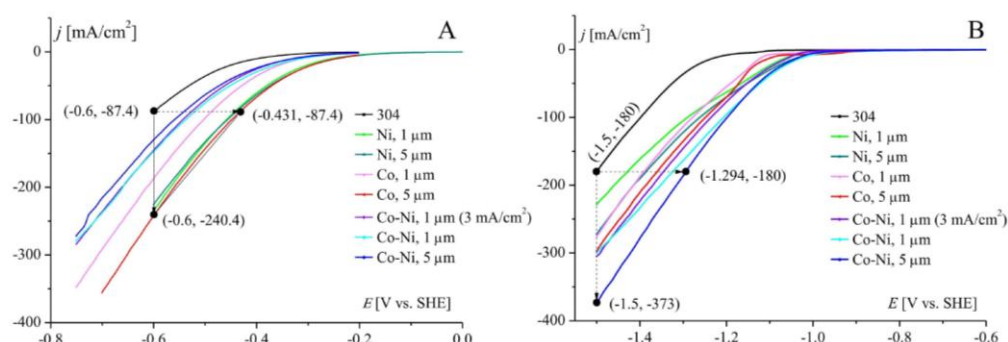 A
j [mA/cm²]
0
-100
-200
-300
-400
(-0.6, -87.4)
(-0.431, -87.4)
(-0.6, -240.4)
304
Ni, 1 µm
Ni, 5 µm
Co, 1 µm
Co, 5 µm
Co-Ni, 1 µm (3 mA/cm²)
Co-Ni, 1 µm
Co-Ni, 5 µm
E [V vs. SHE]
-0.8
-0.6
-0.4
-0.2
0.0
B
j [mA/cm²]
0
-100
-200
-300
-400
(-1.5, -180)
(-1.294, -180)
(-1.5, -373)
304
Ni, 1 µm
Ni, 5 µm
Co, 1 µm
Co, 5 µm
Co-Ni, 1 µm (3 mA/cm²)
Co-Ni, 1 µm
Co-Ni, 5 µm
E [V vs. SHE]
-1.4
-1.2
-1.0
-0.8
-0.6